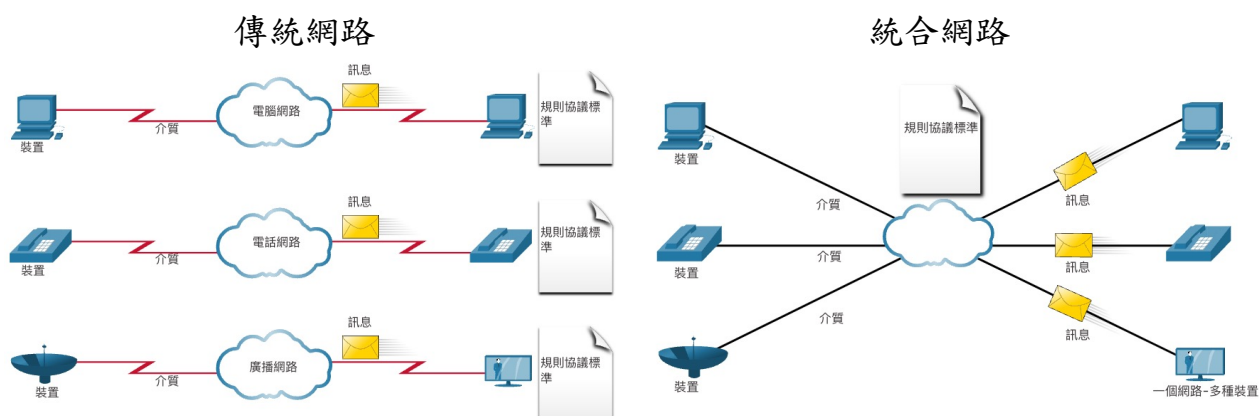 傳統網路
訊息
電腦網路
規則協議標
準
介質
裝置
訊息
電話網路
規則協議標
準
介質
裝置
訊息
廣播網路
規則協議標
準
介質
裝置
統合網路
規則協議標準
裝置
介質
訊息
裝置
介質
訊息
介質
訊息
裝置
一個網路-多種裝置